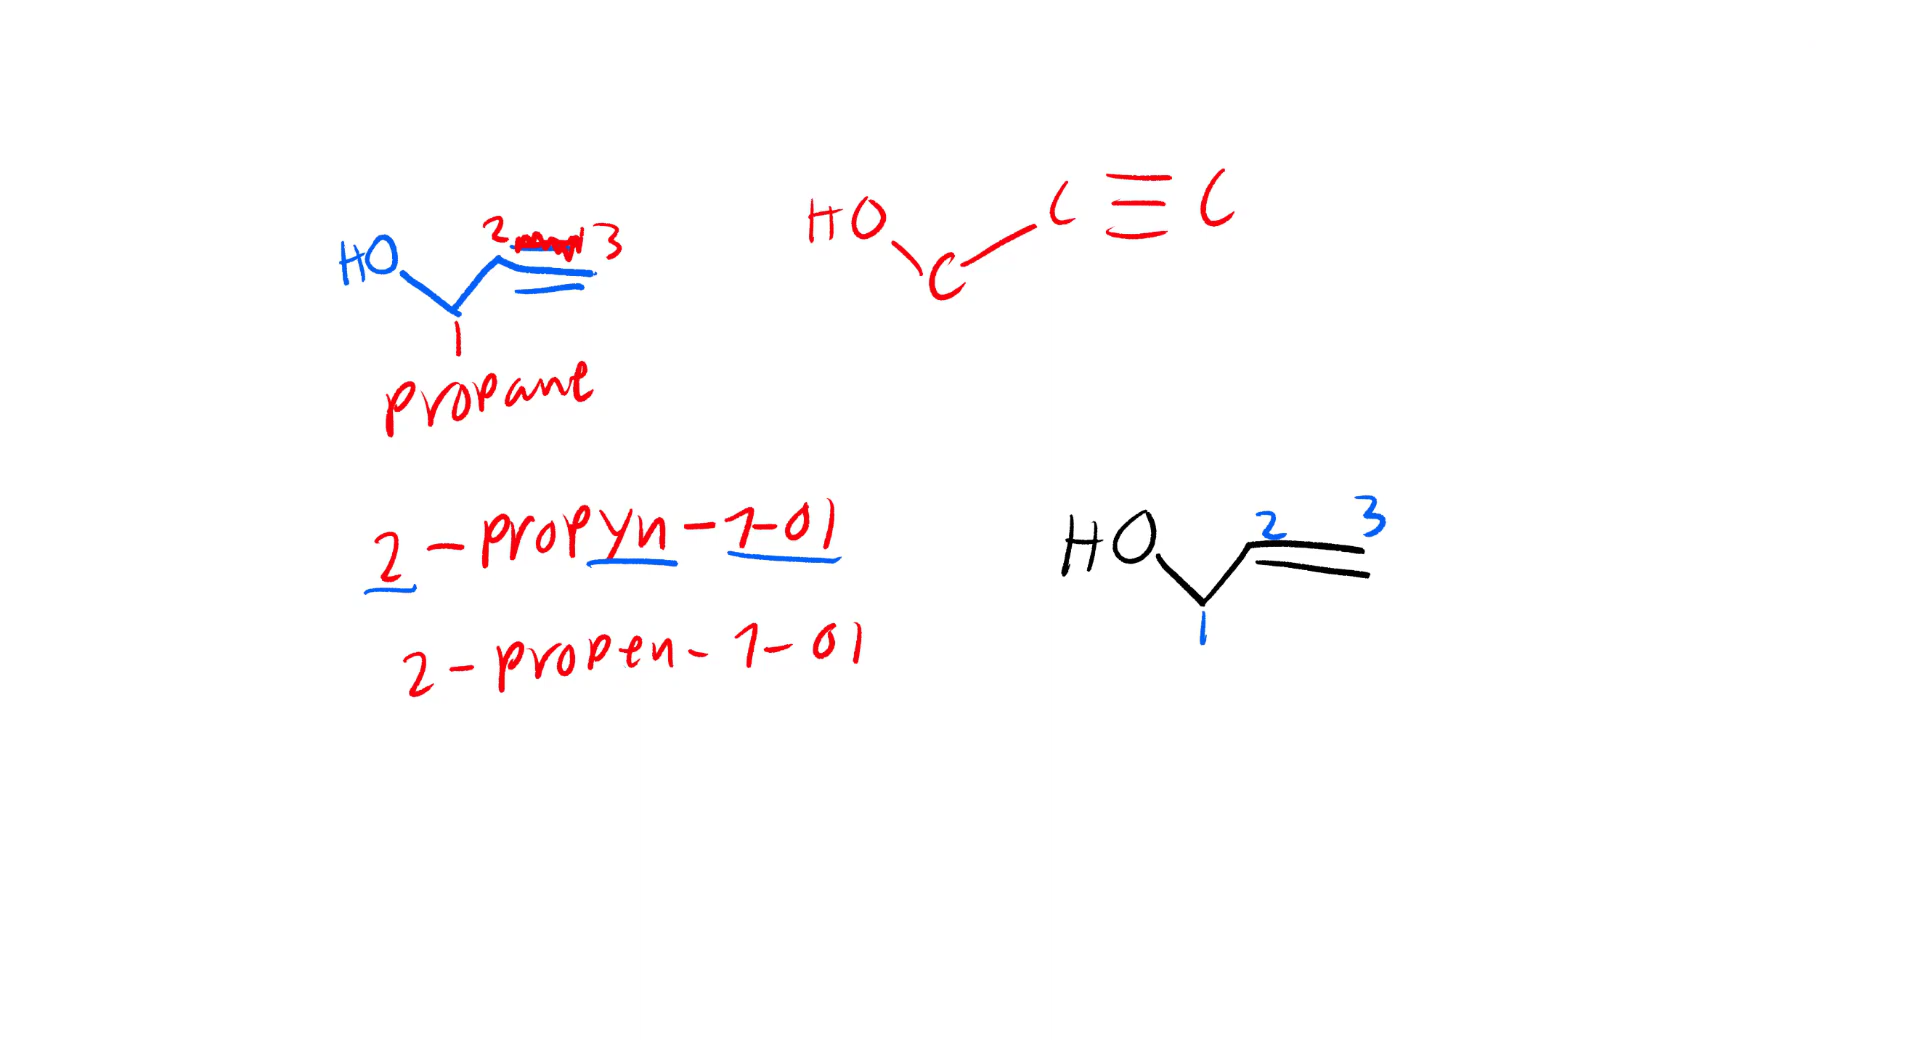 HO 2 3
1
propane
HO C C ≡ C
2-propyn-1-ol
2-propen-1-ol
HO 2 3
1